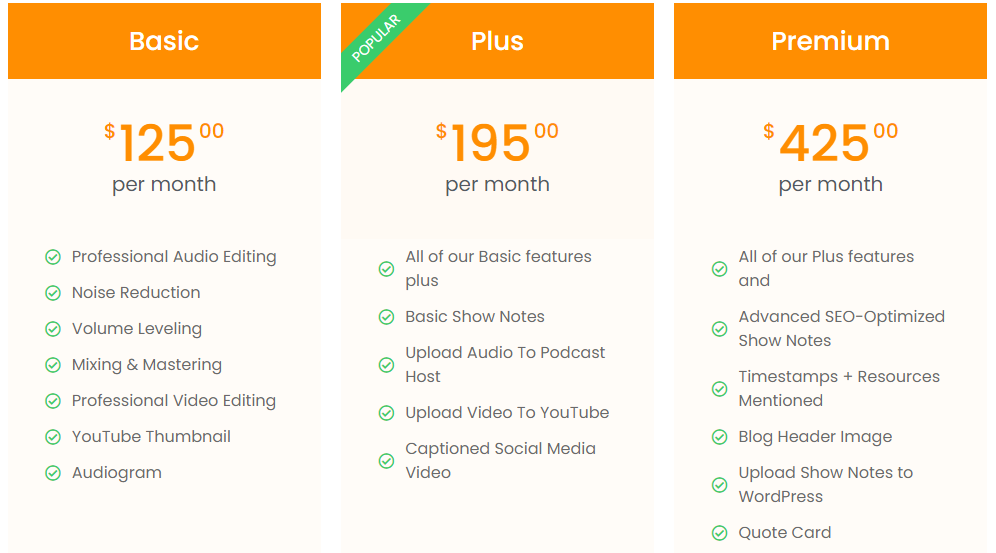 Basic
$125 00
per month
Professional Audio Editing
Noise Reduction
Volume Leveling
Mixing & Mastering
Professional Video Editing
YouTube Thumbnail
Audiogram
POPULAR
Plus
$195 00
per month
All of our Basic features
plus
Basic Show Notes
Upload Audio To Podcast
Host
Upload Video To YouTube
Captioned Social Media
Video
Premium
$425 00
per month
All of our Plus features
and
Advanced SEO-Optimized
Show Notes
Timestamps + Resources
Mentioned
Blog Header Image
Upload Show Notes to
WordPress
Quote Card